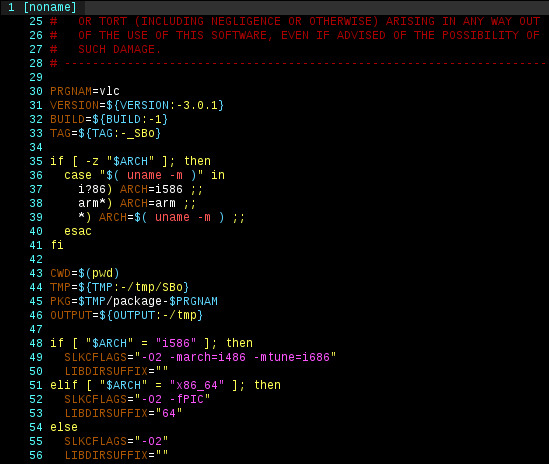 1 [noname]
25 #   OR TORT (INCLUDING NEGLIGENCE OR OTHERWISE) ARISING IN ANY WAY OUT
26 #   OF THE USE OF THIS SOFTWARE, EVEN IF ADVISED OF THE POSSIBILITY OF
27 #   SUCH DAMAGE.
28 # -----------------------------------------------------------------
29
30 PRGNAM=vlc
31 VERSION=${VERSION:-3.0.1}
32 BUILD=${BUILD:-1}
33 TAG=${TAG:-_SBo}
34
35 if [ -z "$ARCH" ]; then
36   case "$( uname -m )" in
37     i?86) ARCH=i586 ;;
38     arm*) ARCH=arm ;;
39     *) ARCH=$( uname -m ) ;;
40   esac
41 fi
42
43 CWD=$(pwd)
44 TMP=${TMP:-/tmp/SBo}
45 PKG=$TMP/package-$PRGNAM
46 OUTPUT=${OUTPUT:-/tmp}
47
48 if [ "$ARCH" = "i586" ]; then
49   SLKCFLAGS="-O2 -march=i486 -mtune=i686"
50   LIBDIRSUFFIX=""
51 elif [ "$ARCH" = "x86_64" ]; then
52   SLKCFLAGS="-O2 -fPIC"
53   LIBDIRSUFFIX="64"
54 else
55   SLKCFLAGS="-O2"
56   LIBDIRSUFFIX=""